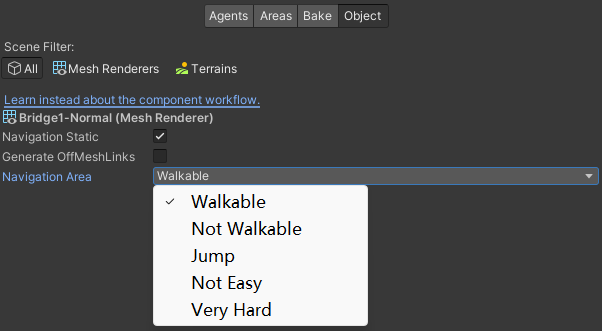 Agents Areas Bake Object
Scene Filter:
All Mesh Renderers Terrains
Learn instead about the component workflow.
Bridge1-Normal (Mesh Renderer)
Navigation Static
Generate OffMeshLinks
Navigation Area Walkable
Walkable
Not Walkable
Jump
Not Easy
Very Hard